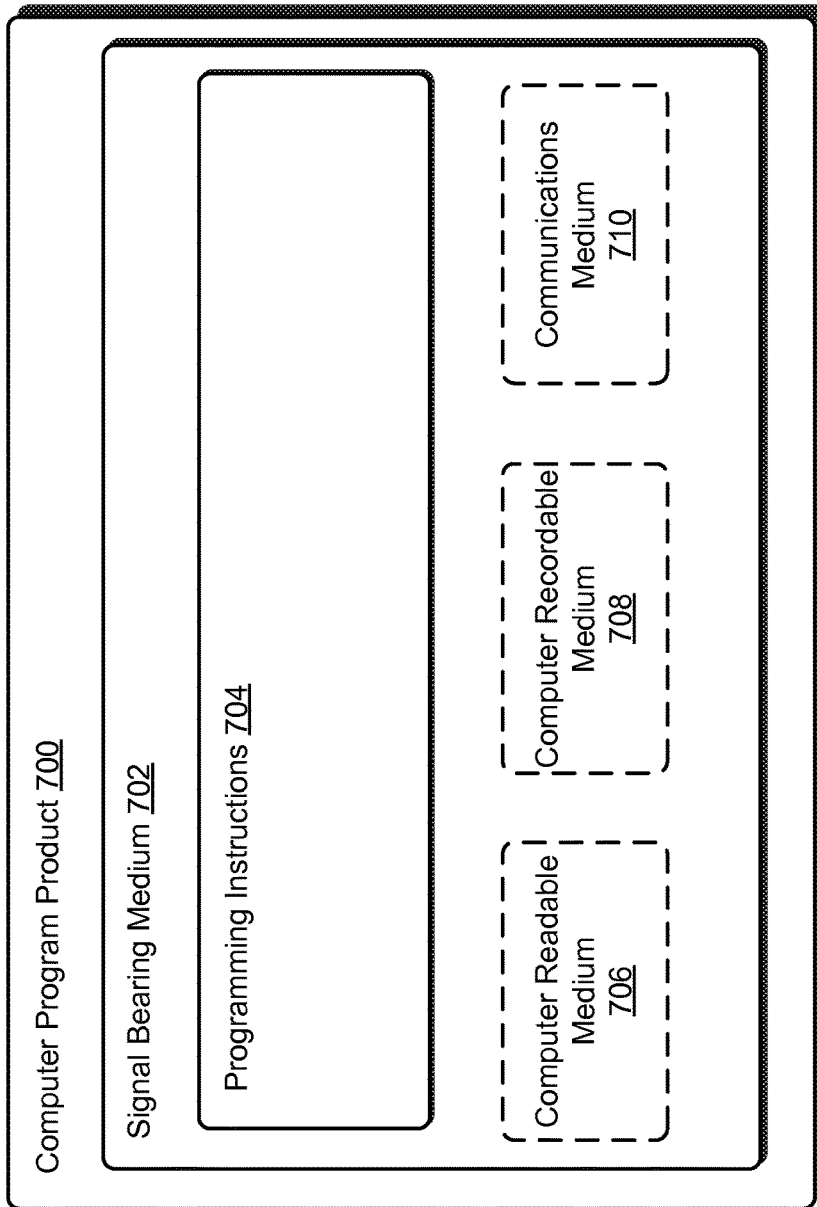 Computer Program Product 700
Signal Bearing Medium 702
Programming Instructions 704
Computer Readable
Medium
706
Computer Recordable
Medium
708
Communications
Medium
710